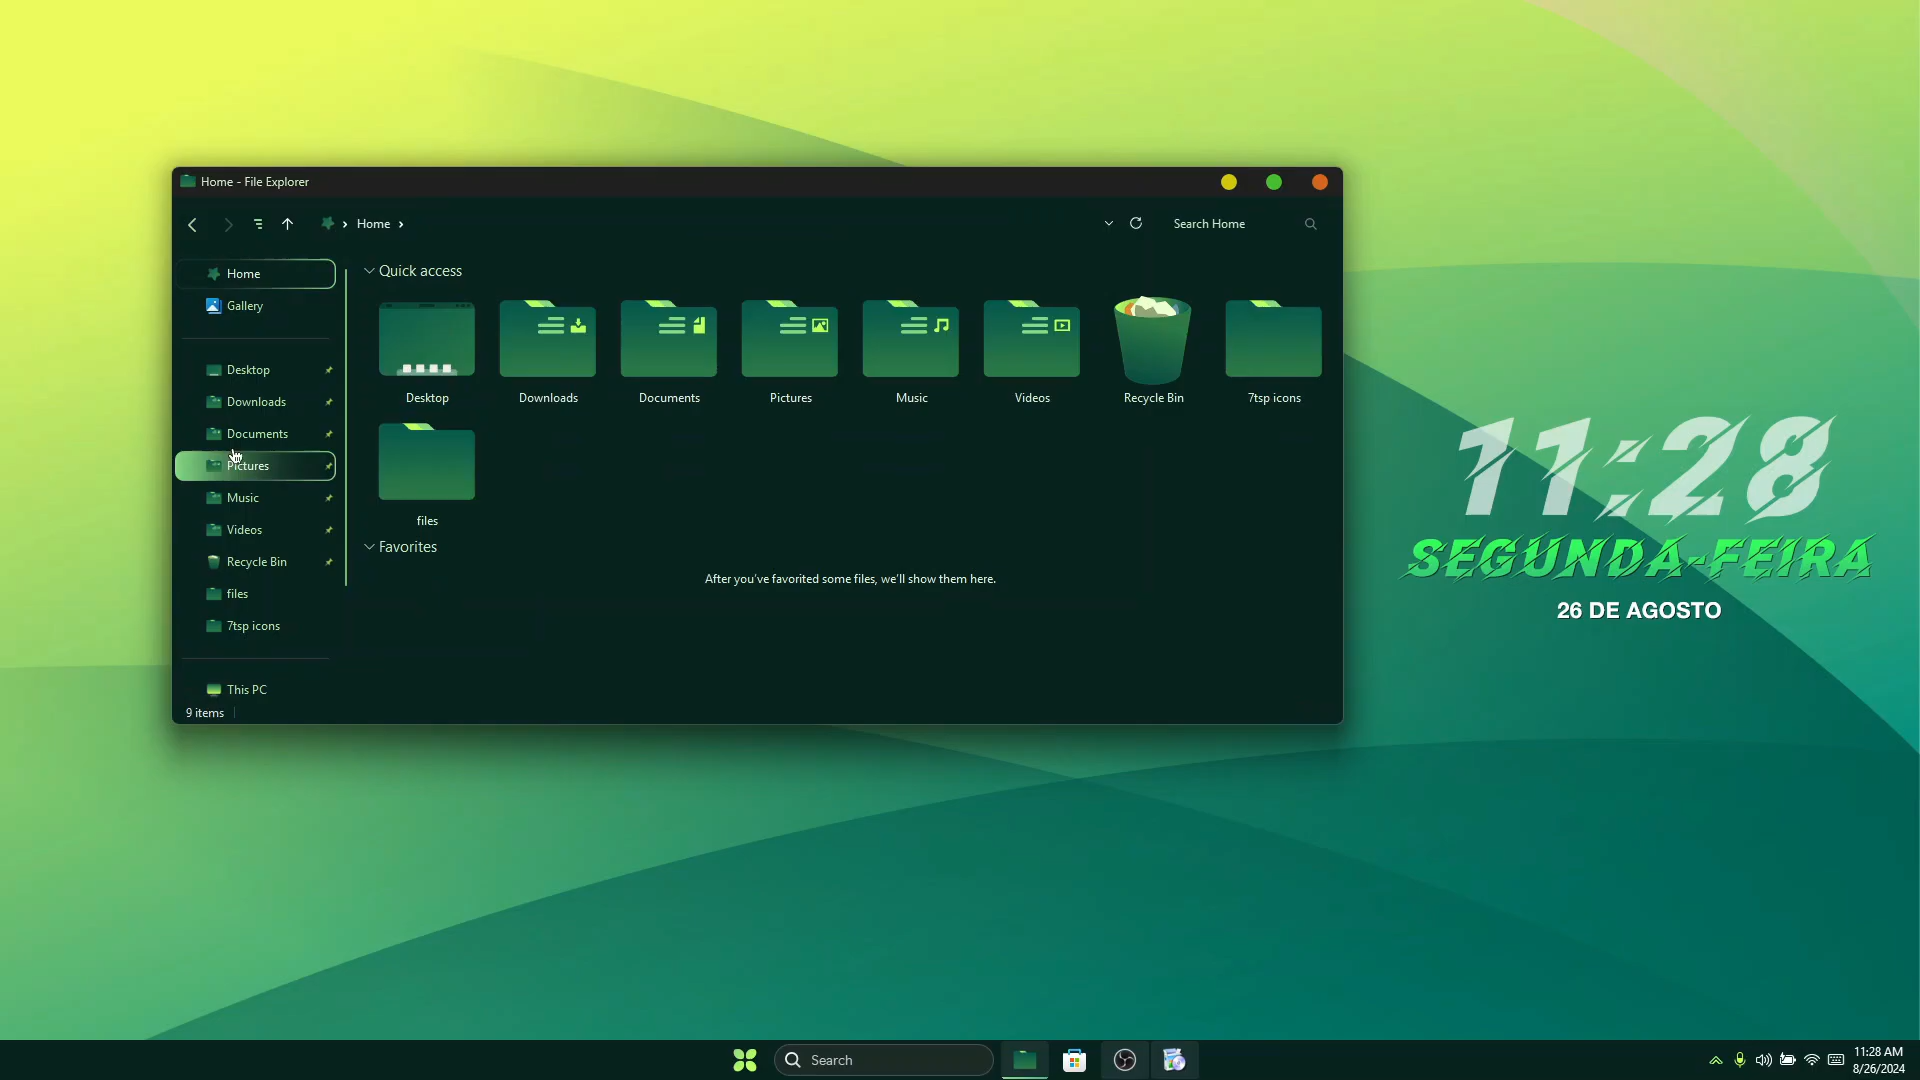 Home - File Explorer
Home
Search Home
Home
Gallery
Desktop
Downloads
Documents
Pictures
Music
Videos
Recycle Bin
files
7tsp icons
This PC
9 items
Quick access
Desktop
Downloads
Documents
Pictures
Music
Videos
Recycle Bin
7tsp icons
files
Favorites
After you've favorited some files, we'll show them here.
11:28
SEGUNDA-FEIRA
26 DE AGOSTO
Search
11:28 AM
8/26/2024